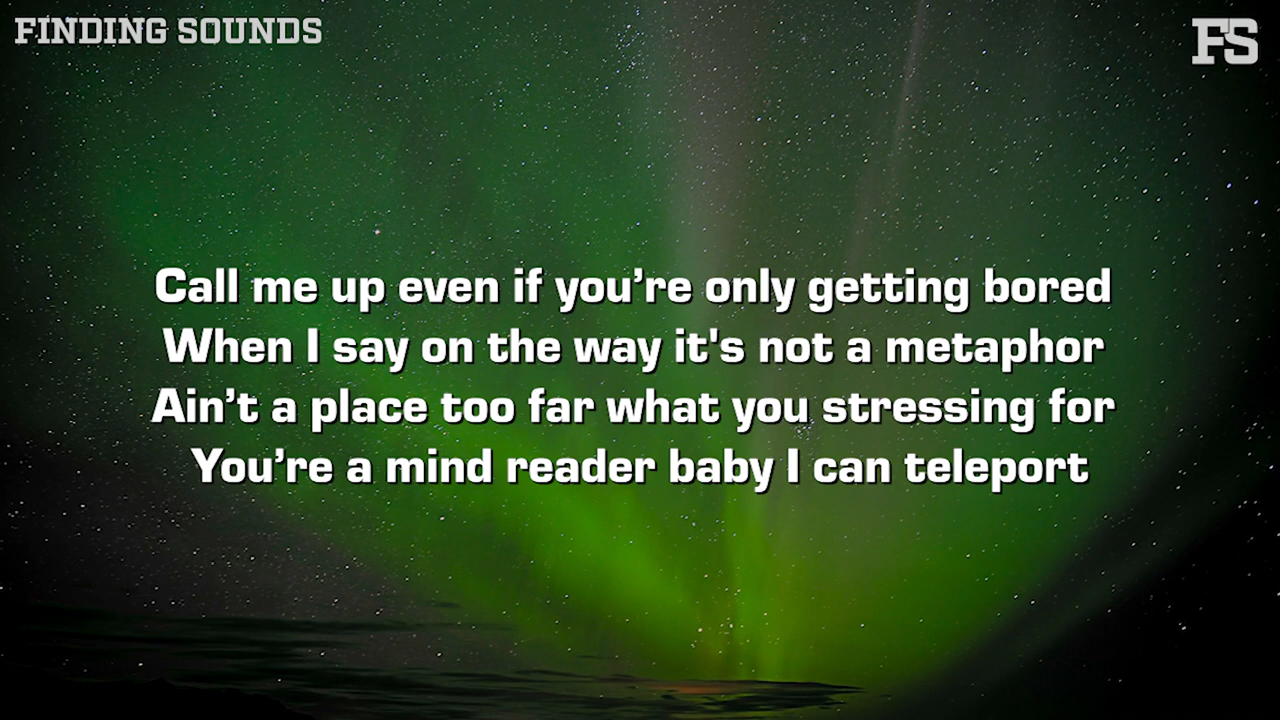 FINDING SOUNDS
FS
Call me up even if you’re only getting bored
When I say on the way it's not a metaphor
Ain’t a place too far what you stressing for
You’re a mind reader baby I can teleport